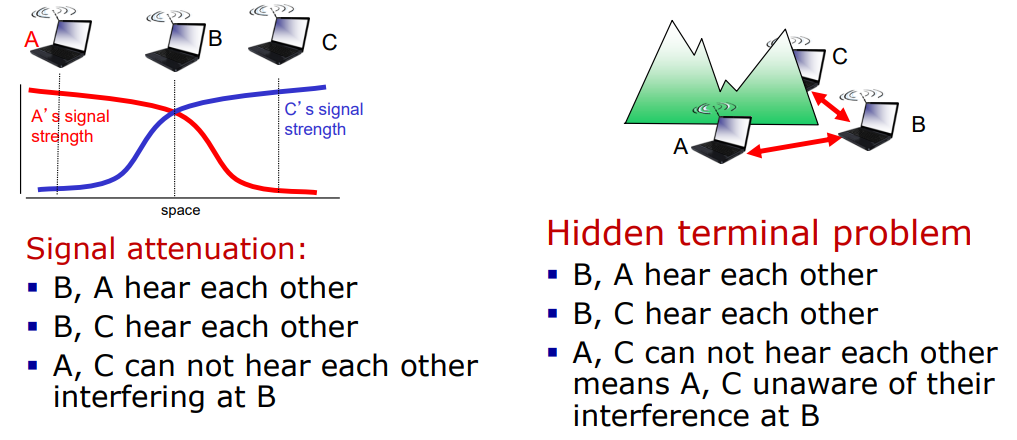 A
B
C
A's signal
strength
C's signal
strength
space
Signal attenuation:
▪ B, A hear each other
▪ B, C hear each other
▪ A, C can not hear each other
interfering at B
C
B
A
Hidden terminal problem
▪ B, A hear each other
▪ B, C hear each other
▪ A, C can not hear each other
means A, C unaware of their
interference at B